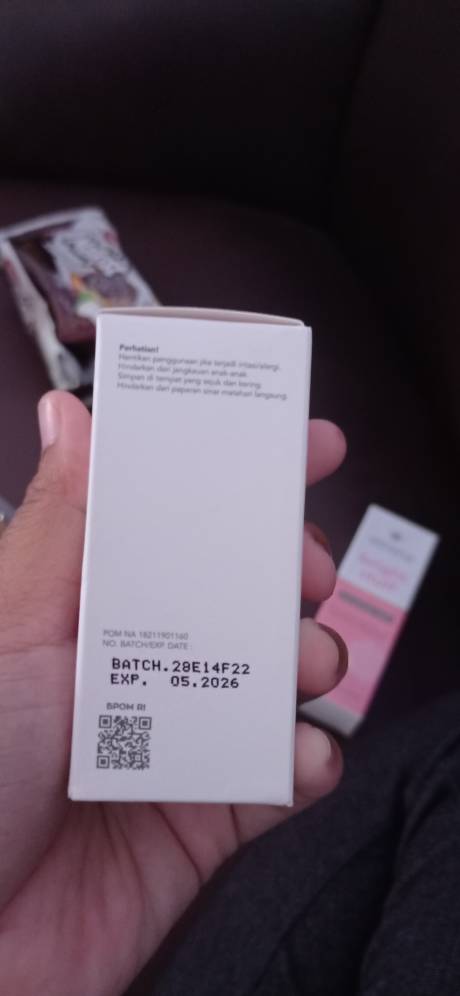 Perhatian!
Hentikan penggunaan jika terjadi iritasi/alergi.
Hindarkan dari jangkauan anak-anak.
Simpan di tempat yang sejuk dan kering.
Hindarkan dari paparan sinar matahari langsung.
POM NA 18211901160
NO. BATCH/EXP. DATE :
BATCH.28E14F22
EXP. 05.2026
BPOM RI